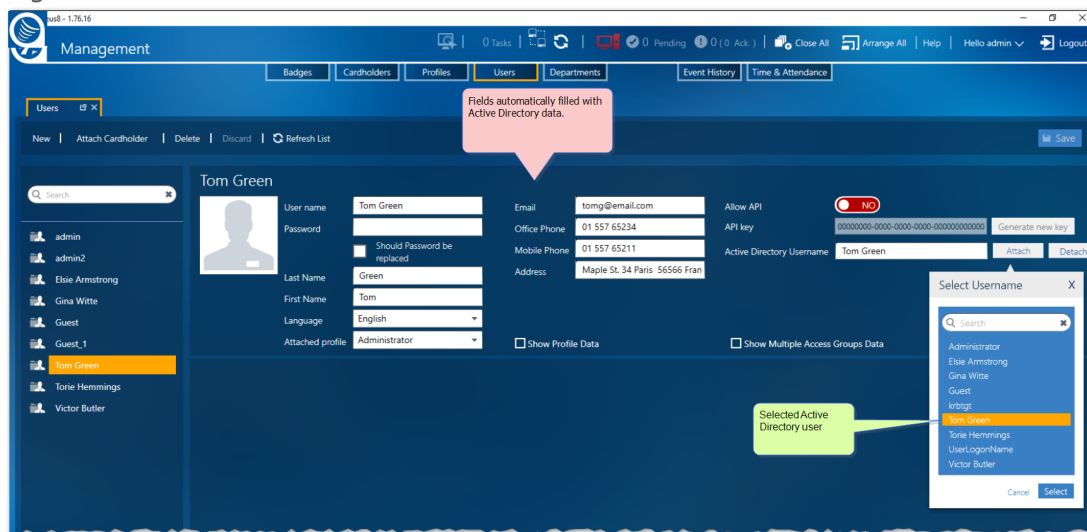 us8 - 1.76.16
Management
0 Tasks
0 Pending
0 ( 0 Ack. )
Close All
Arrange All
Help
Hello admin
Logout
Badges
Cardholders
Profiles
Users
Departments
Event History
Time & Attendance
Users
Fields automatically filled with
Active Directory data.
New
Attach Cardholder
Delete
Discard
Refresh List
Save
Search
admin
admin2
Elsie Armstrong
Gina Witte
Guest
Guest_1
Tom Green
Torie Hemmings
Victor Butler
Tom Green
User name
Tom Green
Password
Should Password be
replaced
Last Name
Green
First Name
Tom
Language
English
Attached profile
Administrator
Email
tomg@email.com
Office Phone
01 557 65234
Mobile Phone
01 557 65211
Address
Maple St. 34 Paris 56566 Fran
Show Profile Data
Allow API
NO
API key
00000000-0000-0000-0000-000000000000
Generate new key
Active Directory Username
Tom Green
Attach
Detach
Show Multiple Access Groups Data
Select Username
X
Search
Administrator
Elsie Armstrong
Gina Witte
Guest
krbtgt
Tom Green
Torie Hemmings
UserLogonName
Victor Butler
Cancel
Select
Selected Active
Directory user